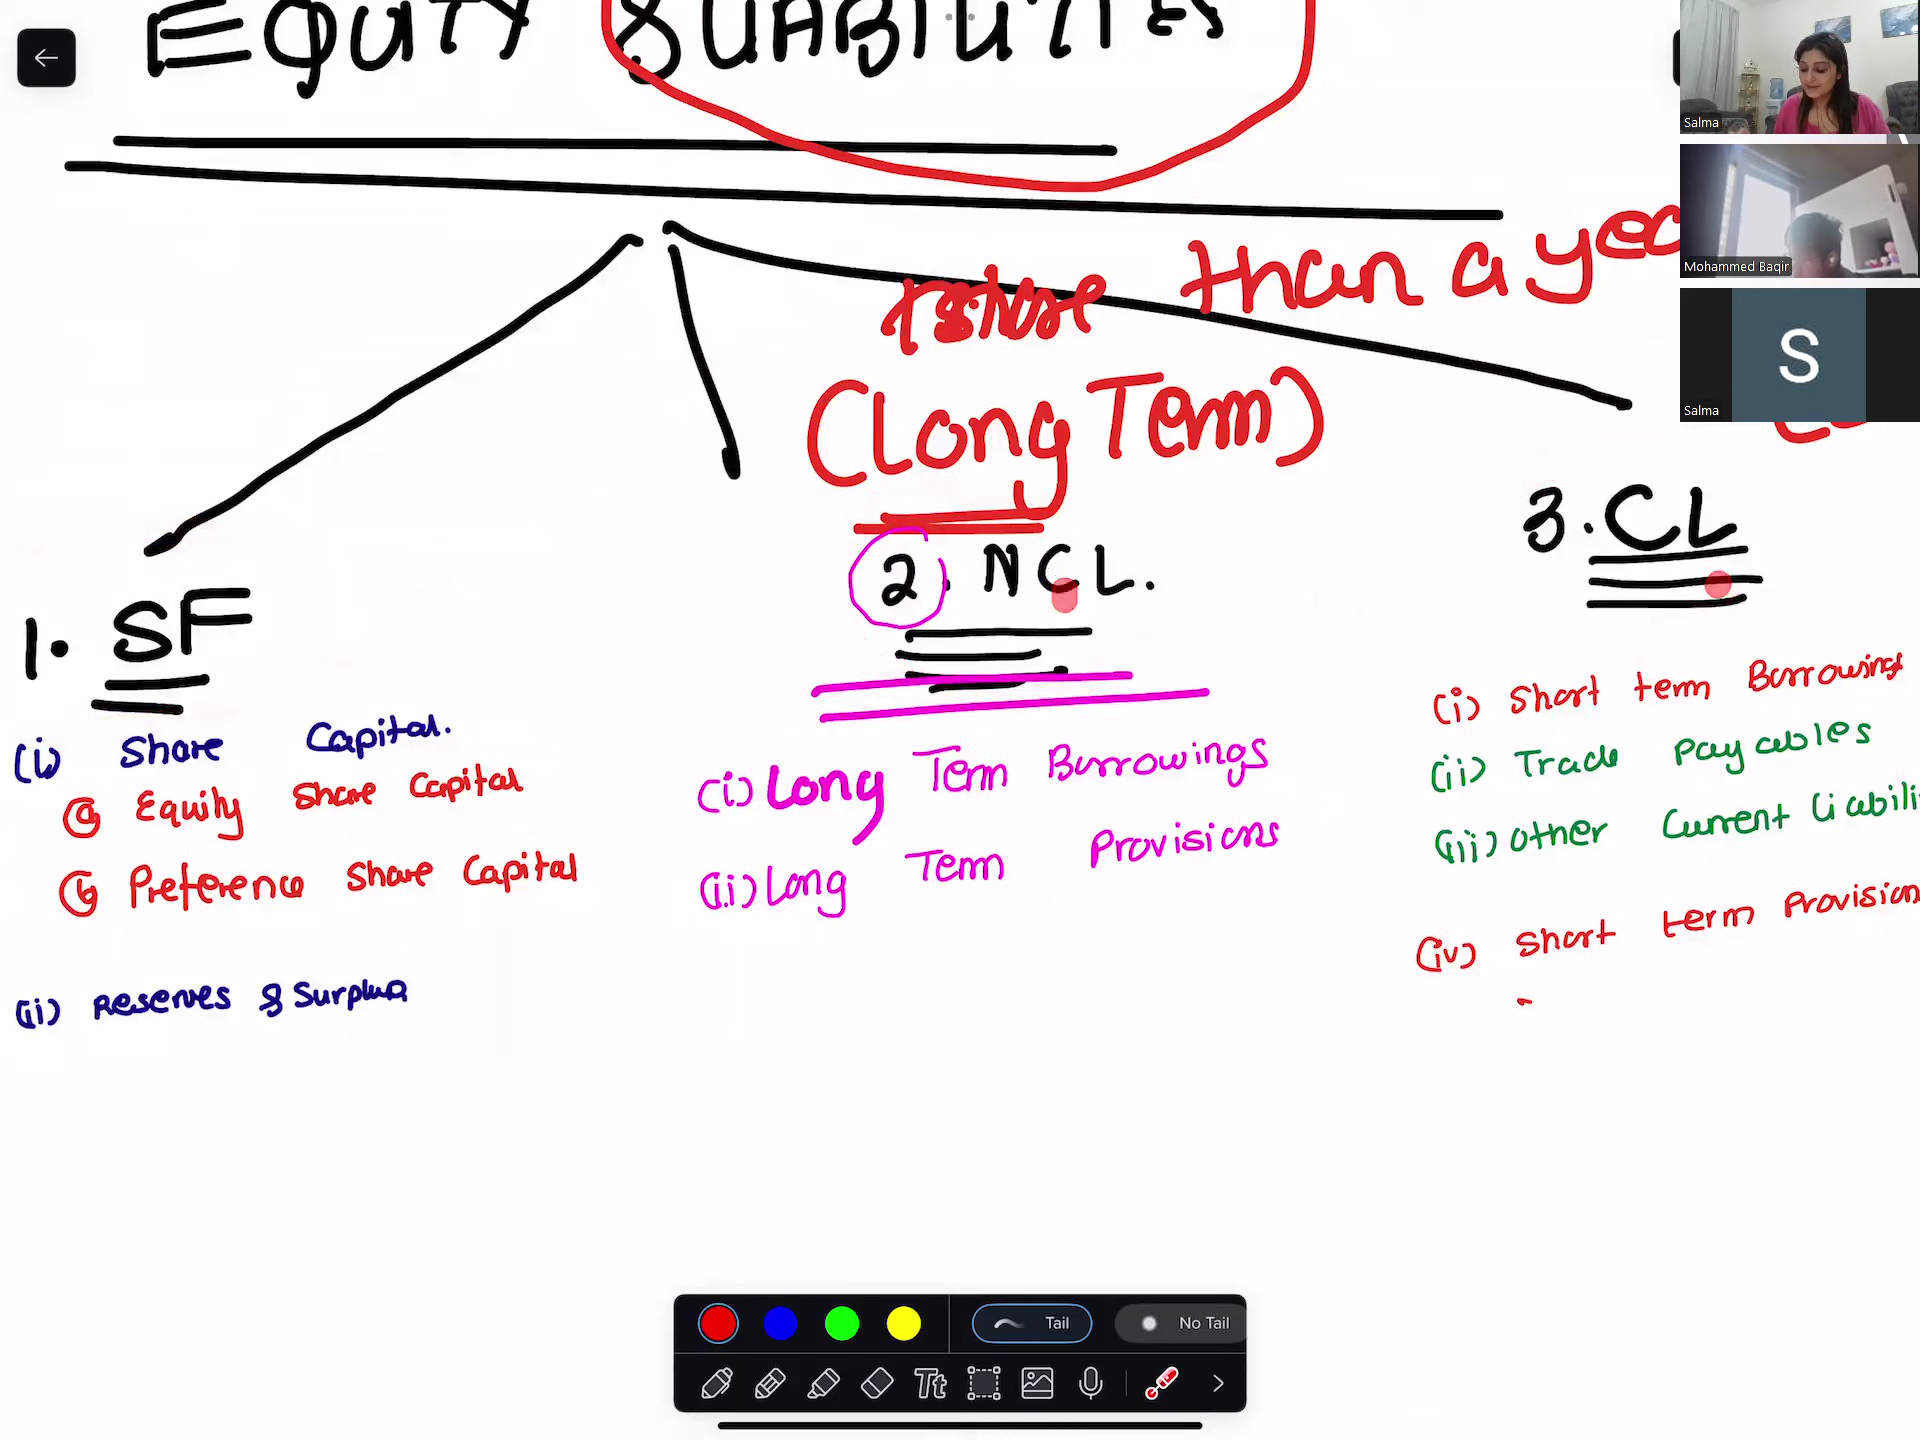 EQUITY & LIABILITIES
than a yea
(Long Term)
1. SF
(i) Share Capital.
(a) Equity Share Capital
(b) Preference Share Capital
(ii) Reserves & Surplus
2. NCL.
(i) Long Term Borrowings
(ii) Long Term Provisions
3. CL
(i) Short term Borrowings
(ii) Trade Payables
(iii) Other Current Liabili
(iv) Short term Provision
Salma
Mohammed Baqir
S
Salma
Tail
No Tail
Tt